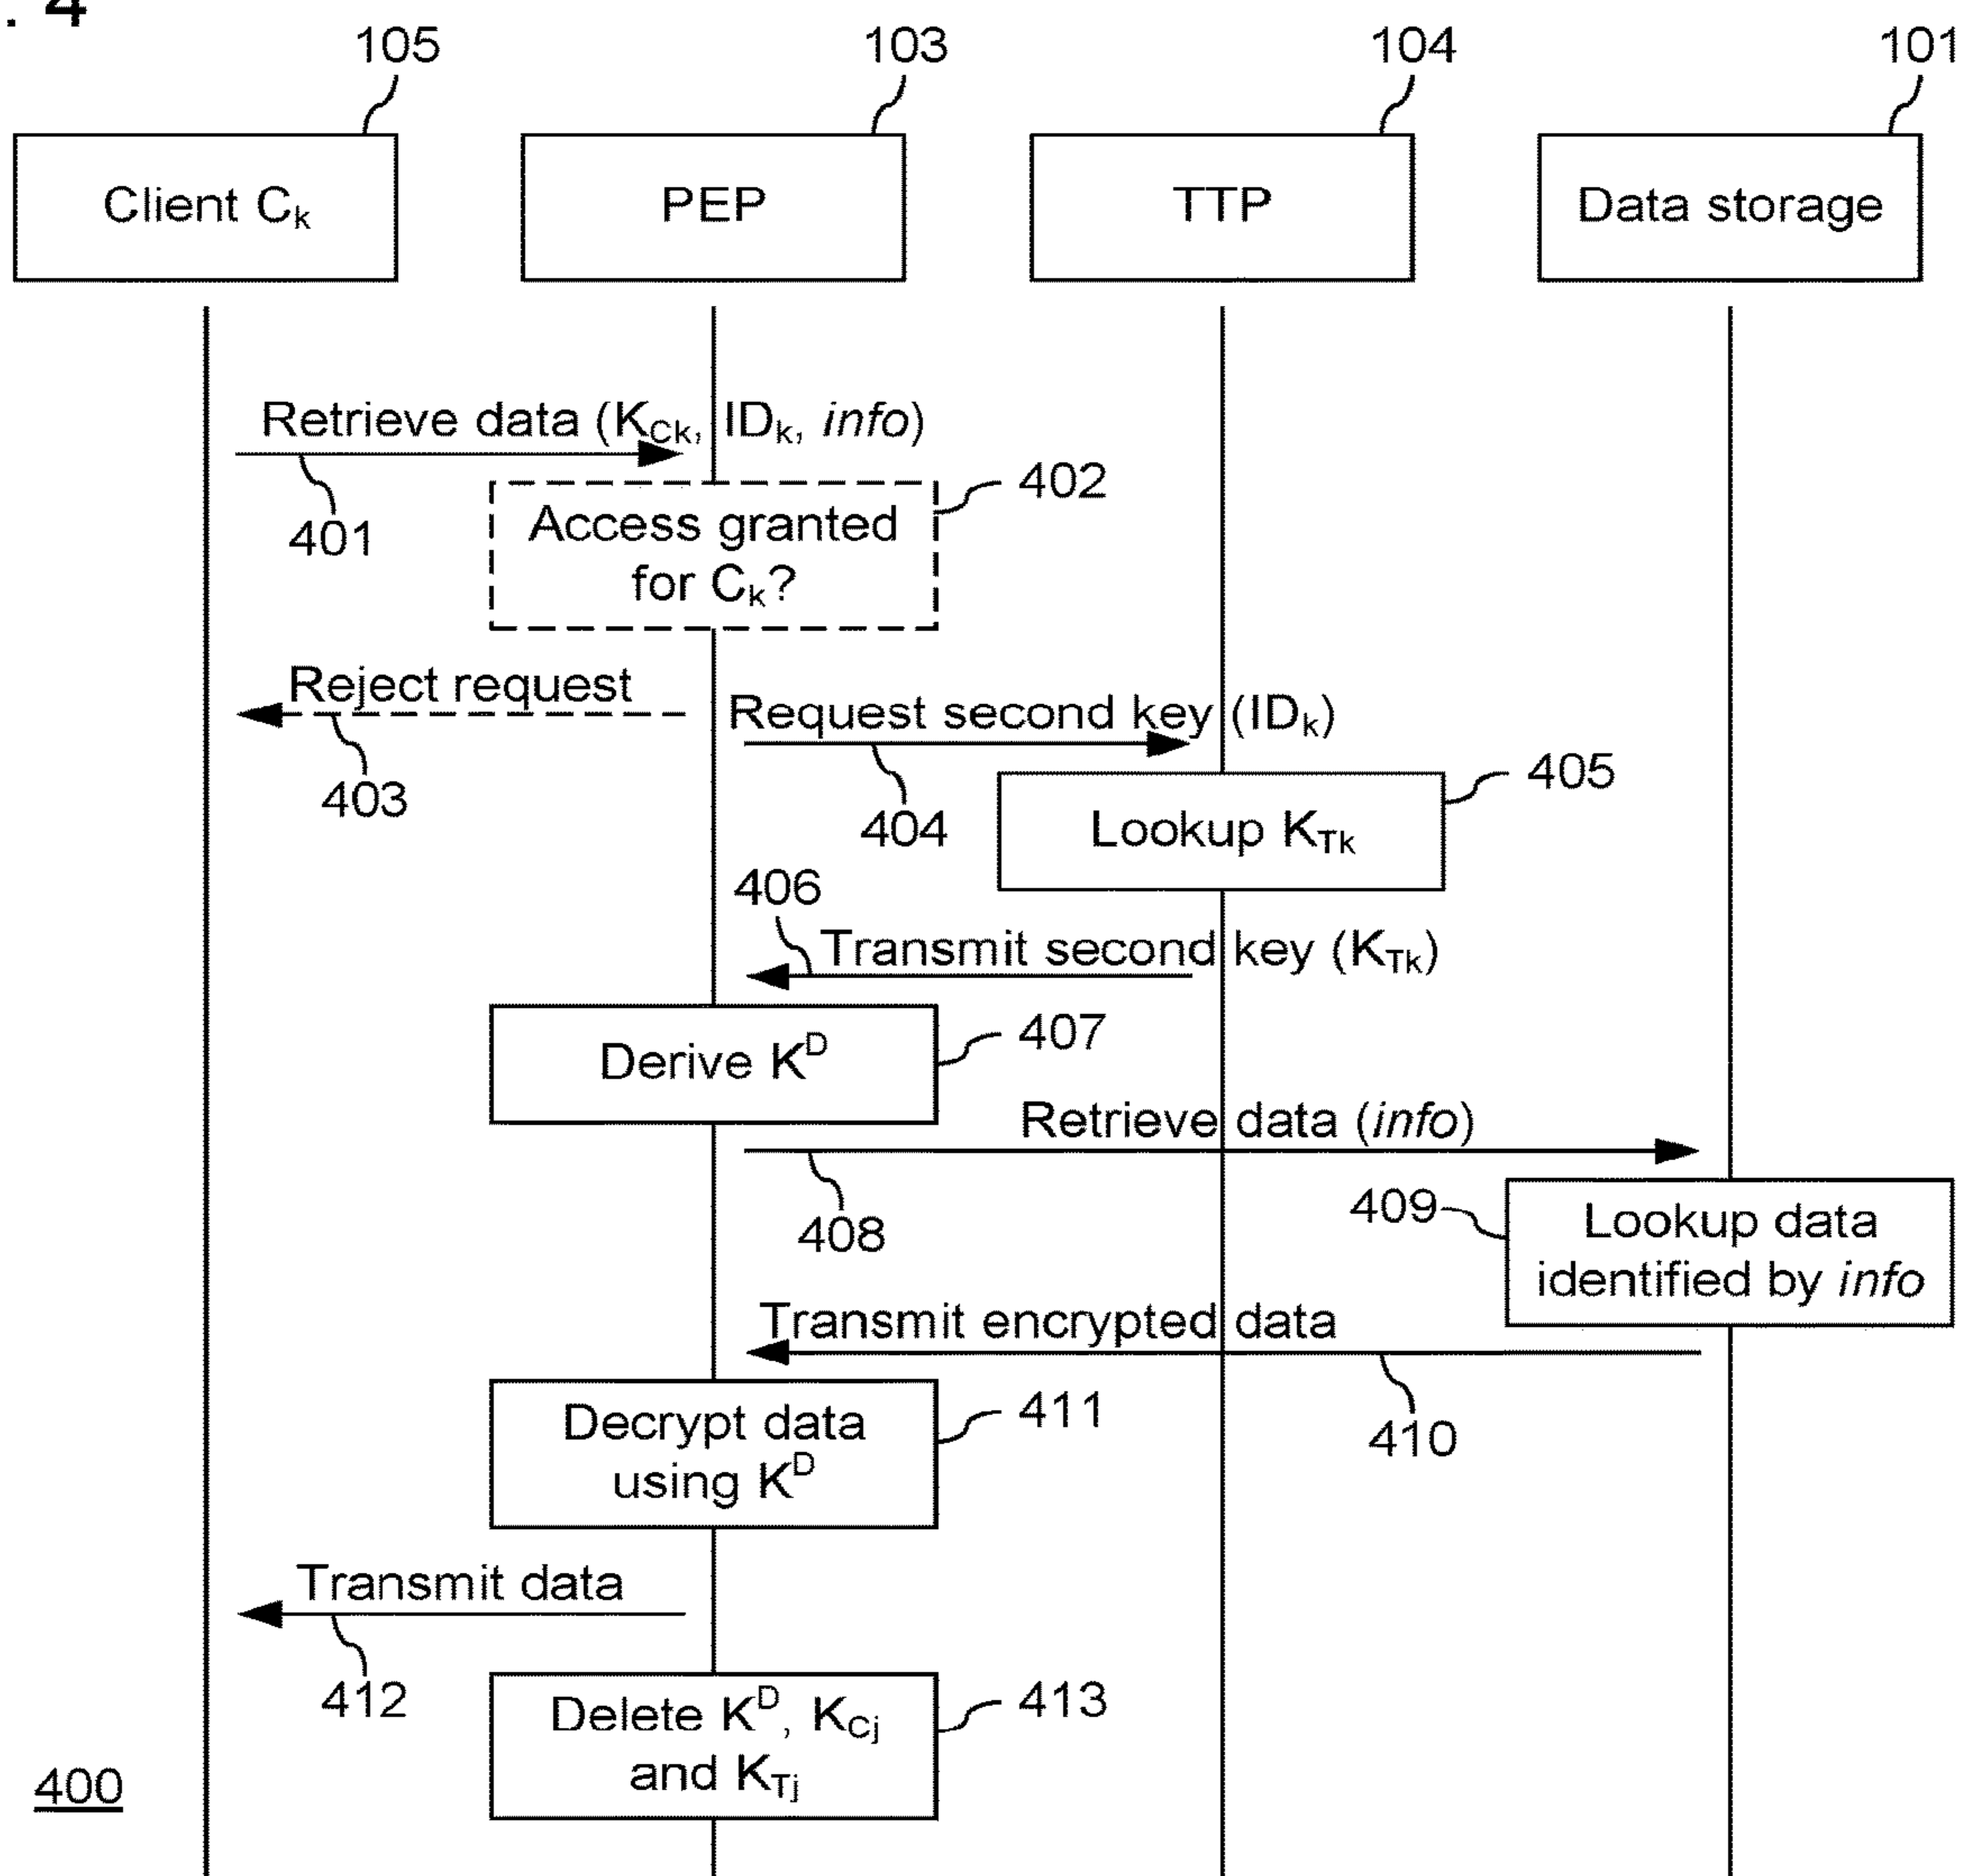 . 4
105
103
104
101
Client Cₖ
PEP
TTP
Data storage
Retrieve data (K_Ck, ID_k, info)
401
402
Access granted
for Cₖ?
Reject request
403
Request second key (ID_k)
404
405
Lookup K_Tk
406
Transmit second key (K_Tk)
Derive K^D
407
Retrieve data (info)
408
409
Lookup data
identified by info
Transmit encrypted data
410
Decrypt data
using K^D
411
Transmit data
412
Delete K^D, K_Cj
and K_Tj
413
400